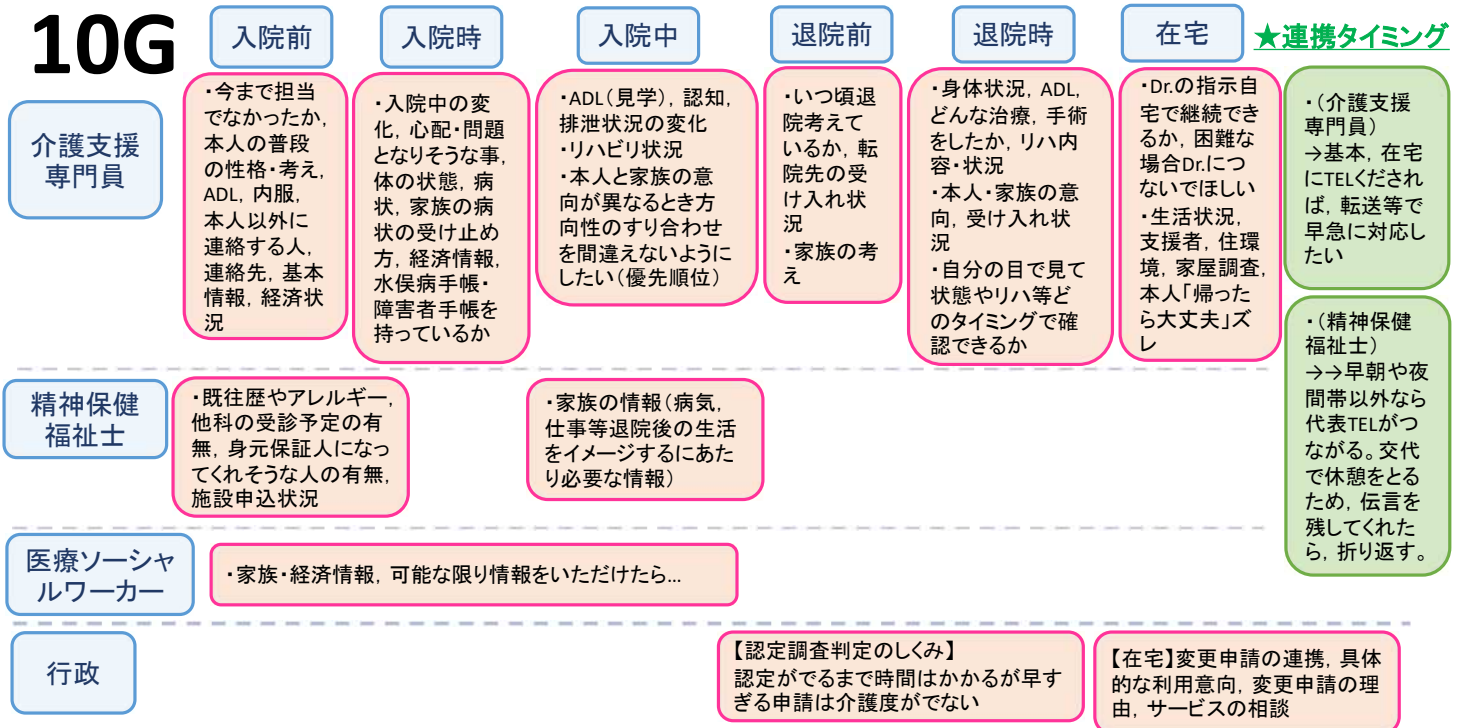 10G
入院前
入院時
入院中
退院前
退院時
在宅
★連携タイミング
介護支援
専門員
・今まで担当
でなかったか,
本人の普段
の性格・考え,
ADL, 内服,
本人以外に
連絡する人,
連絡先, 基本
情報, 経済状
況
・入院中の変
化, 心配・問題
となりそうな事,
体の状態, 病
状, 家族の病
状の受け止め
方, 経済情報,
水俣病手帳・
障害者手帳を
持っているか
・ADL(見学), 認知,
排泄状況の変化
・リハビリ状況
・本人と家族の意
向が異なるとき方
向性のすり合わせ
を間違えないように
したい(優先順位)
・いつ頃退
院考えて
いるか, 転
院先の受
け入れ状
況
・家族の考
え
・身体状況, ADL,
どんな治療, 手術
をしたか, リハ内
容・状況
・本人・家族の意
向, 受け入れ状
況
・自分の目で見て
状態やリハ等ど
のタイミングで確
認できるか
・Dr.の指示自
宅で継続でき
るか, 困難な
場合Dr.につ
ないでほしい
・生活状況,
支援者, 住環
境, 家屋調査,
本人「帰った
ら大丈夫」ズ
レ
・(介護支援
専門員)
→基本, 在宅
にTELくだされ
ば, 転送等で
早急に対応し
たい
・(精神保健
福祉士)
→→早朝や夜
間帯以外なら
代表TELがつ
ながる。交代
で休憩をとる
ため, 伝言を
残してくれた
ら, 折り返す。
精神保健
福祉士
・既往歴やアレルギー,
他科の受診予定の有
無, 身元保証人になっ
てくれそうな人の有無,
施設申込状況
・家族の情報(病気,
仕事等退院後の生活
をイメージするにあた
り必要な情報)
医療ソーシャ
ルワーカー
・家族・経済情報, 可能な限り情報をいただけたら…
行政
【認定調査判定のしくみ】
認定がでるまで時間はかかるが早す
ぎる申請は介護度がでない
【在宅】変更申請の連携, 具体
的な利用意向, 変更申請の理
由, サービスの相談